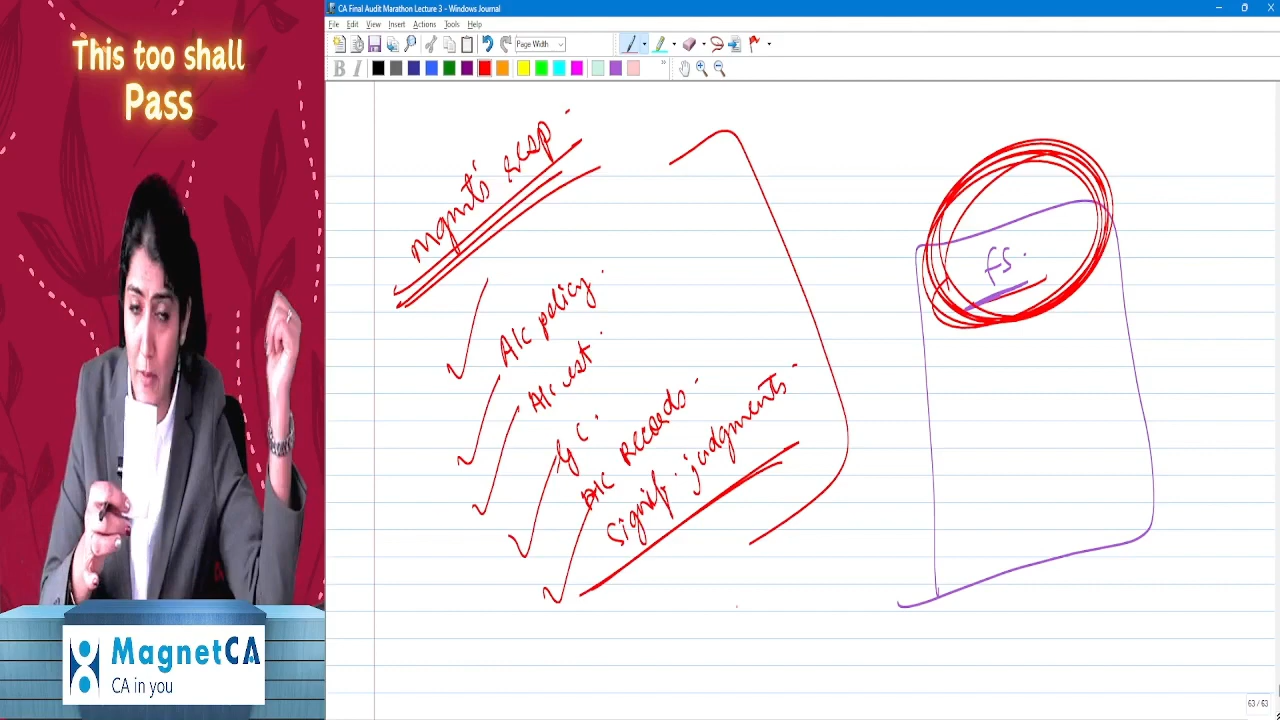 This too shall
Pass
MagnetCA
CA in you
CA Final Audit Marathon Lecture 3 - Windows Journal
File Edit View Insert Actions Tools Help
Page Width
B I
Mgmt's resp.
A/c policy.
A/c est.
G C.
A/c Records.
Signif. judgments.
fs.
63 / 63